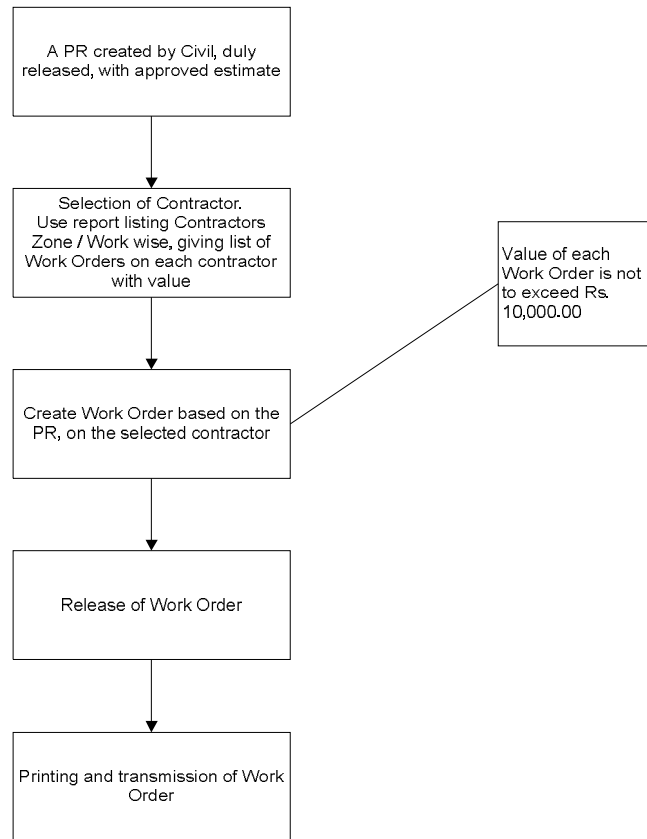 A PR created by Civil, duly
released, with approved estimate
Selection of Contractor.
Use report listing Contractors
Zone / Work wise, giving list of
Work Orders on each contractor
with value
Value of each
Work Order is not
to exceed Rs.
10,000.00
Create Work Order based on the
PR, on the selected contractor
Release of Work Order
Printing and transmission of Work
Order